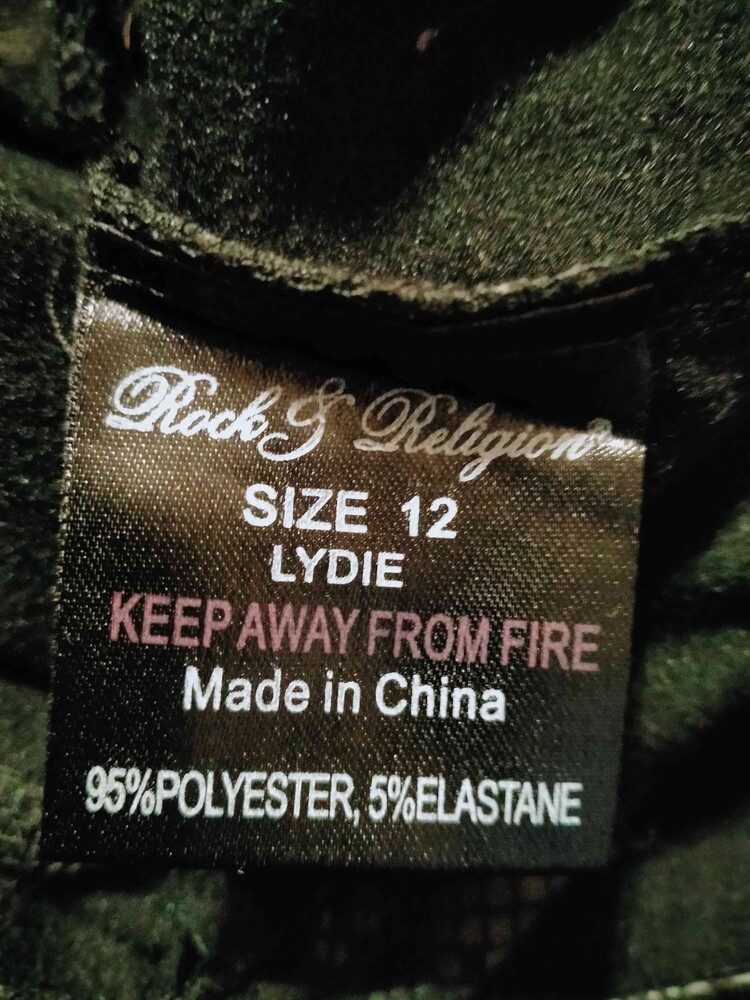 Rock & Religion®
SIZE 12
LYDIE
KEEP AWAY FROM FIRE
Made in China
95%POLYESTER, 5%ELASTANE